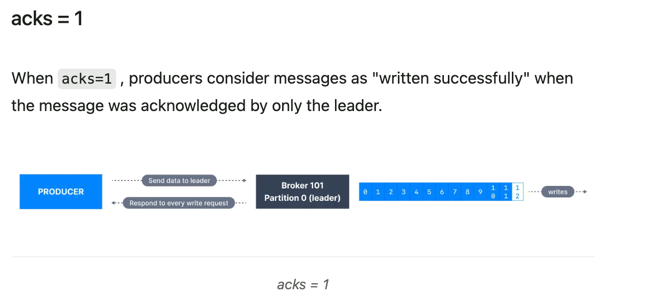 acks = 1
When acks=1 , producers consider messages as "written successfully" when
the message was acknowledged by only the leader.
PRODUCER
Send data to leader
Respond to every write request
Broker 101
Partition 0 (leader)
0 1 2 3 4 5 6 7 8 9 10 11 12
writes
acks = 1